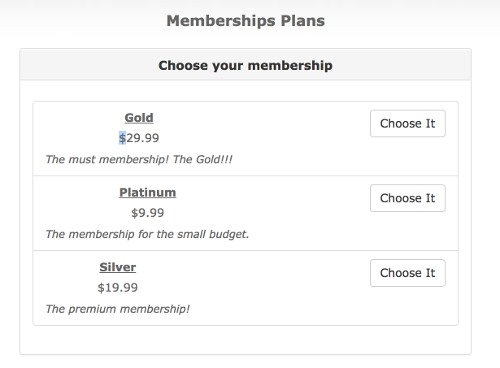 Memberships Plans
Choose your membership
Gold
Choose It
$29.99
The must membership! The Gold!!!
Platinum
Choose It
$9.99
The membership for the small budget.
Silver
Choose It
$19.99
The premium membership!